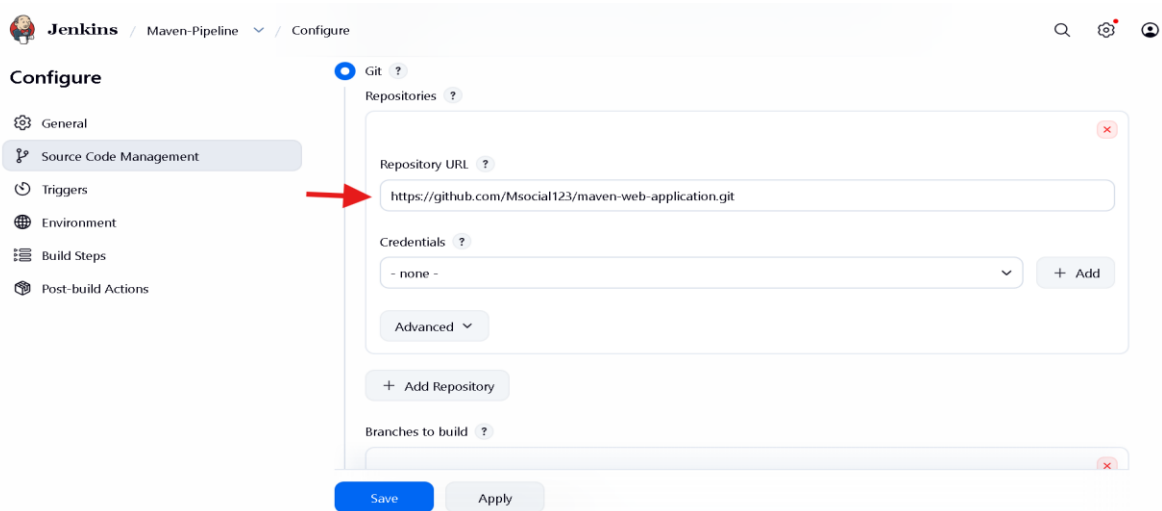 Jenkins / Maven-Pipeline / Configure
Configure
General
Source Code Management
Triggers
Environment
Build Steps
Post-build Actions
Git ?
Repositories ?
Repository URL ?
https://github.com/Msocial123/maven-web-application.git
Credentials ?
- none -
+ Add
Advanced
+ Add Repository
Branches to build ?
Save Apply